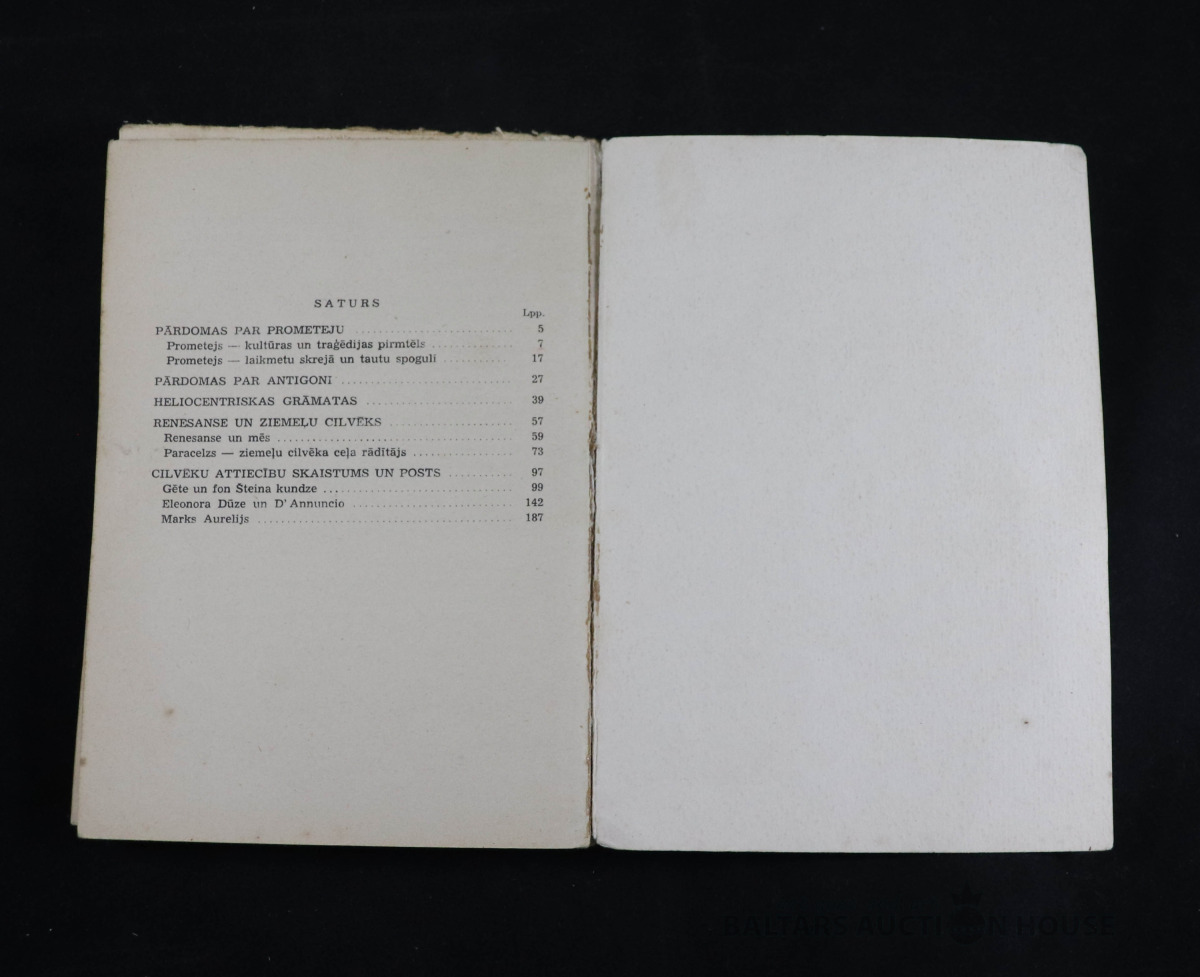 SATURS
Lpp.
PĀRDOMAS PAR PROMETEJU 5
Prometejs — kultūras un traģēdijas pirmtēls 7
Prometejs — laikmetu skrejā un tautu spogulī 17
PĀRDOMAS PAR ANTIGONI 27
HELIOCENTRISKAS GRĀMATAS 39
RENESANSE UN ZIEMEĻU CILVĒKS 57
Renesanse un mēs 59
Paracelzs — ziemeļu cilvēka ceļa rādītājs 73
CILVĒKU ATTIECĪBU SKAISTUMS UN POSTS 97
Gēte un fon Šteina kundze 99
Eleonora Dūze un D'Annuncio 142
Marks Aurelijs 187
BALTARS AUCTION HOUSE